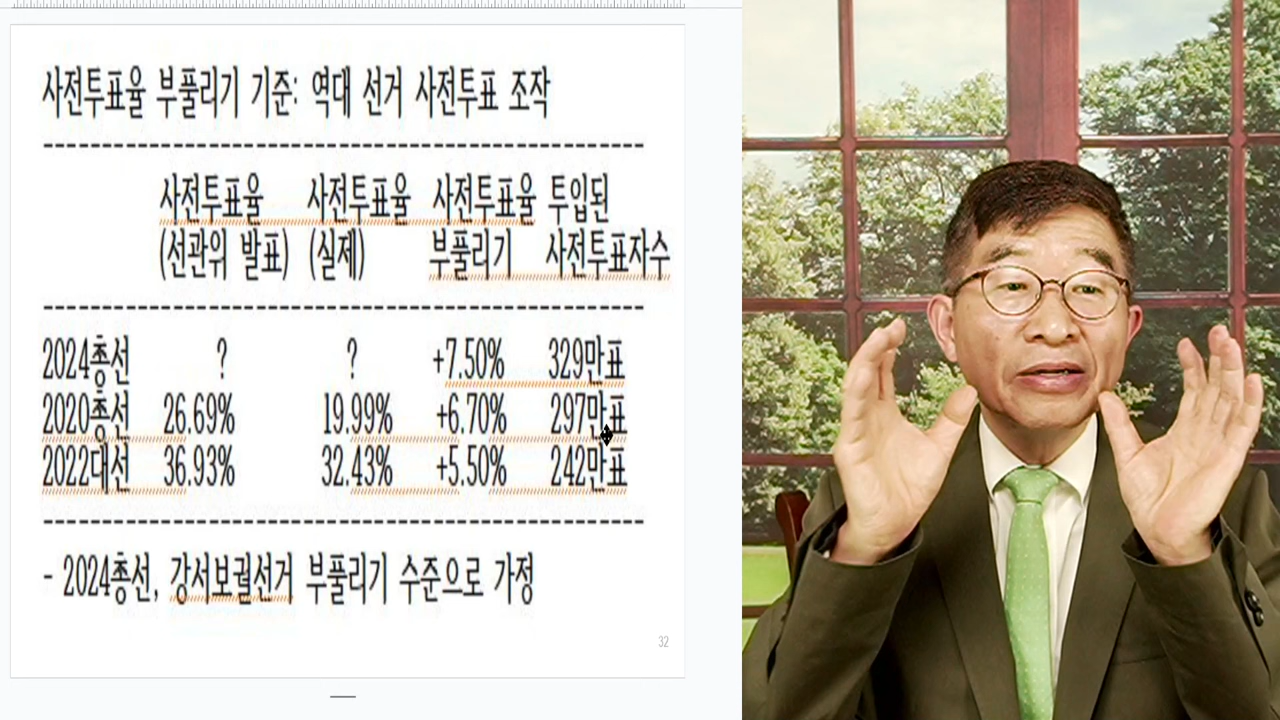 사전투표율 부풀리기 기준: 역대 선거 사전투표 조작
사전투표율 사전투표율 사전투표율 투입된
(선관위 발표) (실제) 부풀리기 사전투표자수
2024총선 ? ? +7.50% 329만표
2020총선 26.69% 19.99% +6.70% 297만표
2022대선 36.93% 32.43% +5.50% 242만표
- 2024총선, 강서보궐선거 부풀리기 수준으로 가정
32